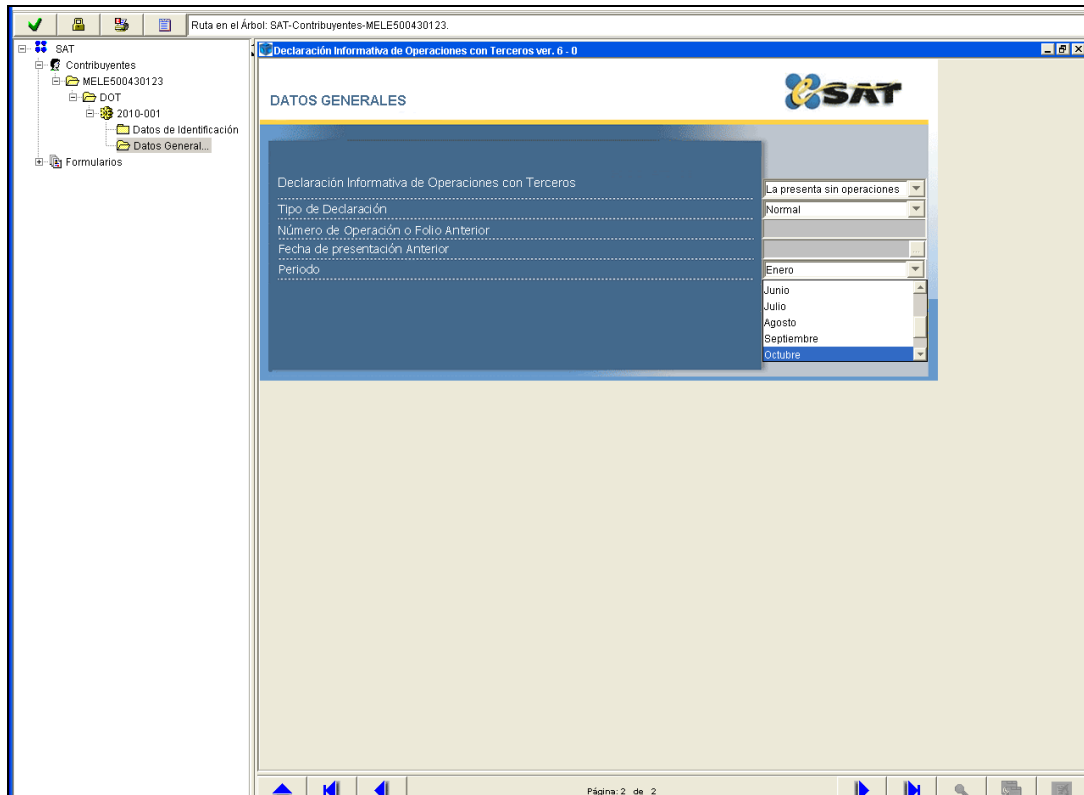 Ruta en el Árbol: SAT-Contribuyentes-MELE500430123.
SAT
Contribuyentes
MELE500430123
DOT
2010-001
Datos de Identificación
Datos General...
Formularios
Declaración Informativa de Operaciones con Terceros ver. 6 - 0
DATOS GENERALES
SAT
Declaración Informativa de Operaciones con Terceros
La presenta sin operaciones
Tipo de Declaración
Normal
Número de Operación o Folio Anterior
Fecha de presentación Anterior
...
Periodo
Enero
Junio
Julio
Agosto
Septiembre
Octubre
Página: 2 de 2